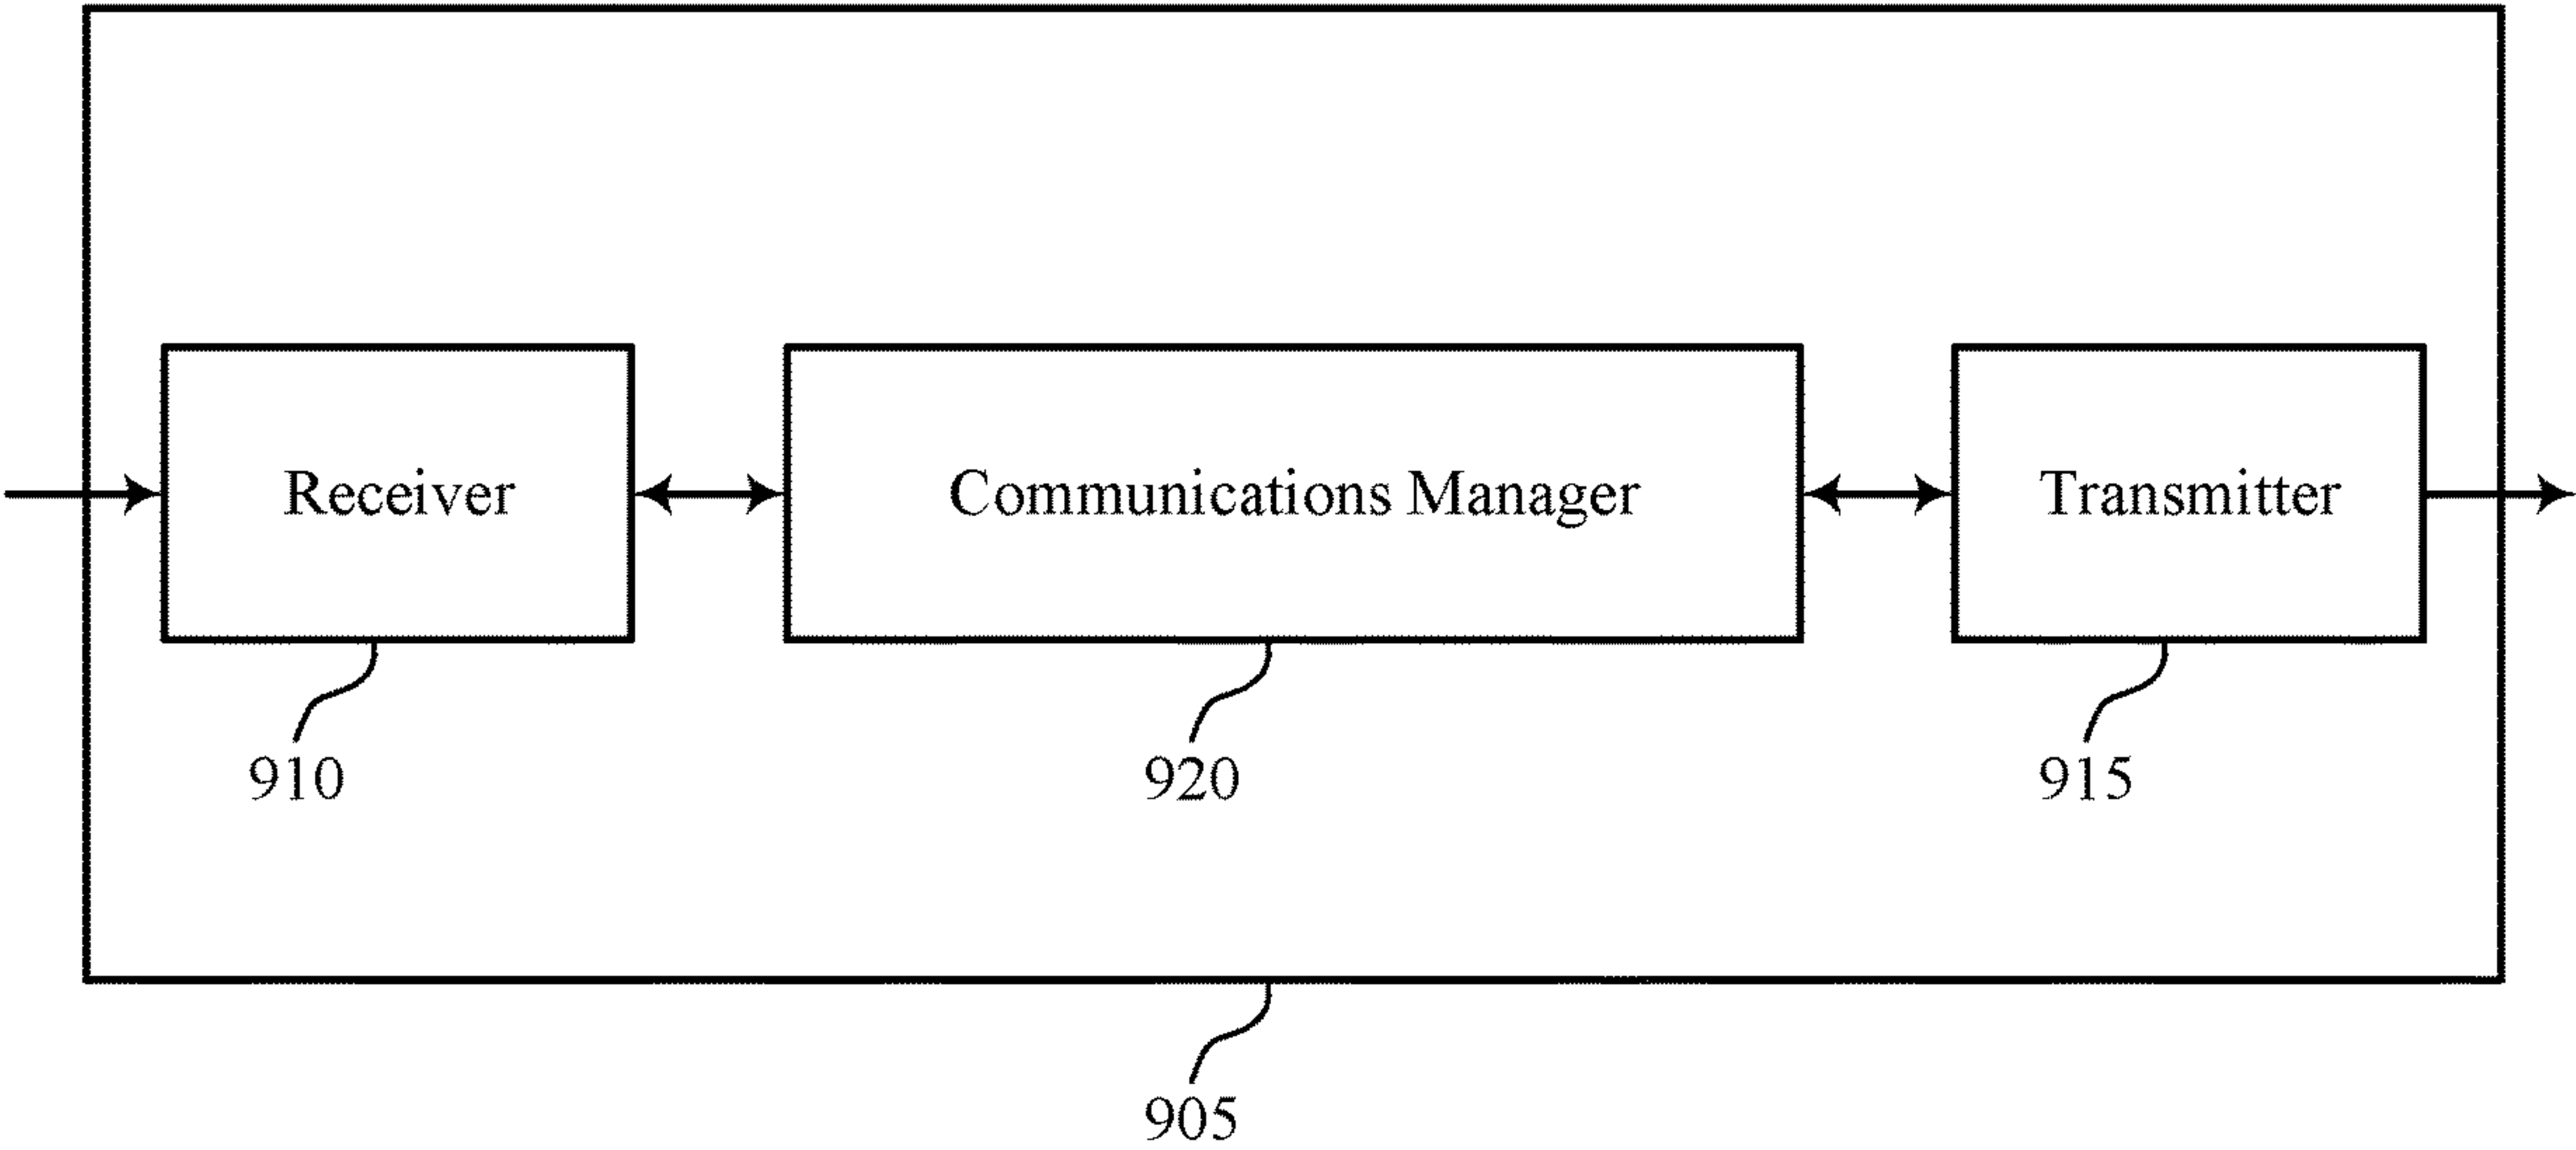 Receiver
Communications Manager
Transmitter
910
920
915
905